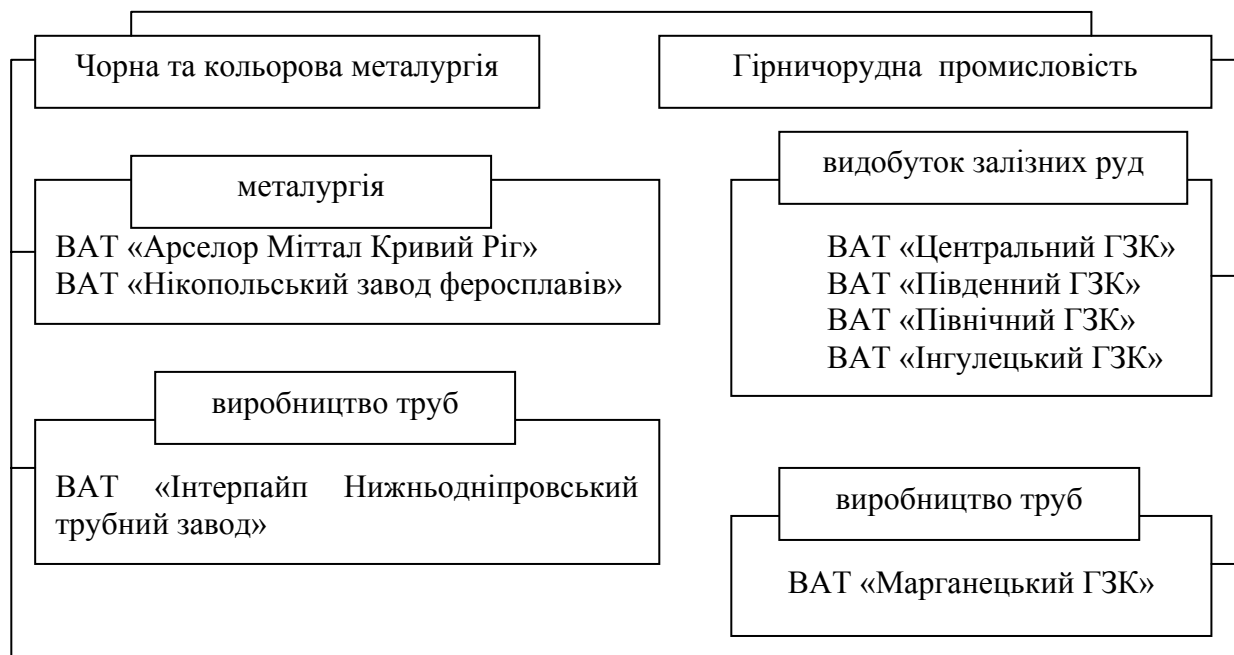 Чорна та кольорова металургія
Гірничорудна промисловість
металургія
ВАТ «Арселор Міттал Кривий Ріг»
ВАТ «Нікопольський завод феросплавів»
виробництво труб
ВАТ «Інтерпайп Нижньодніпровський
трубний завод»
видобуток залізних руд
ВАТ «Центральний ГЗК»
ВАТ «Південний ГЗК»
ВАТ «Північний ГЗК»
ВАТ «Інгулецький ГЗК»
виробництво труб
ВАТ «Марганецький ГЗК»